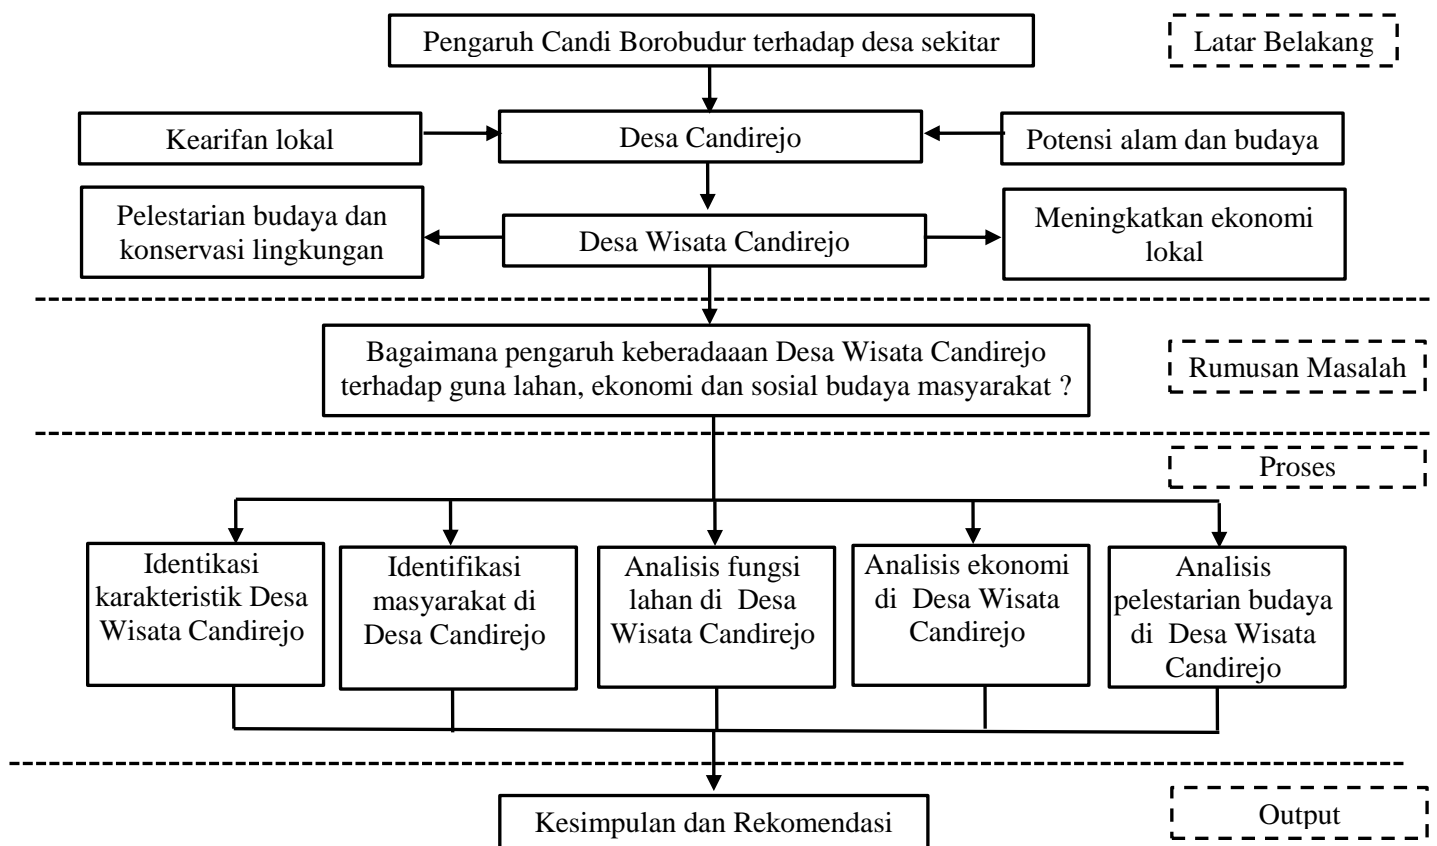 Pengaruh Candi Borobudur terhadap desa sekitar
Latar Belakang
Kearifan lokal
Desa Candirejo
Potensi alam dan budaya
Pelestarian budaya dan
konservasi lingkungan
Desa Wisata Candirejo
Meningkatkan ekonomi
lokal
Bagaimana pengaruh keberadaaan Desa Wisata Candirejo
terhadap guna lahan, ekonomi dan sosial budaya masyarakat ?
Rumusan Masalah
Proses
Identikasi
karakteristik Desa
Wisata Candirejo
Identifikasi
masyarakat di
Desa Candirejo
Analisis fungsi
lahan di Desa
Wisata Candirejo
Analisis ekonomi
di Desa Wisata
Candirejo
Analisis
pelestarian budaya
di Desa Wisata
Candirejo
Kesimpulan dan Rekomendasi
Output